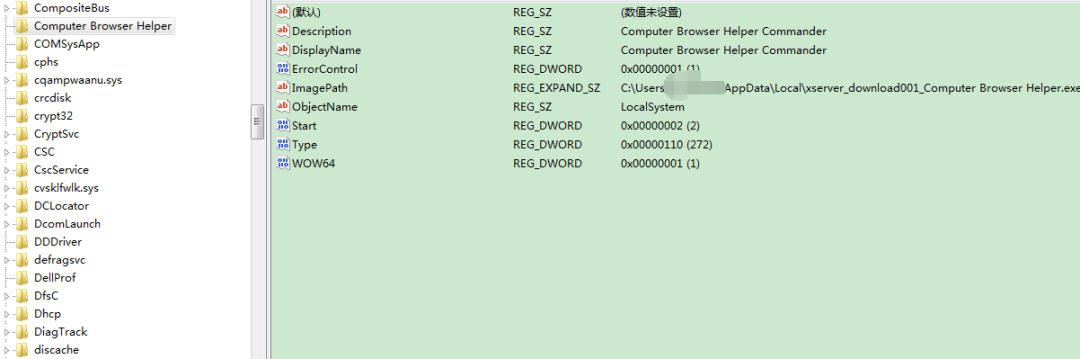 CompositeBus
Computer Browser Helper
COMSysApp
cphs
cqampwaanu.sys
crcdisk
crypt32
CryptSvc
CSC
CscService
cvsklfwlk.sys
DCLocator
DcomLaunch
DDDriver
defragsvc
DellProf
DfsC
Dhcp
DiagTrack
discache
(默认) REG_SZ (数值未设置)
Description REG_SZ Computer Browser Helper Commander
DisplayName REG_SZ Computer Browser Helper Commander
ErrorControl REG_DWORD 0x00000001 (1)
ImagePath REG_EXPAND_SZ C:\Users AppData\Local\xserver_download001_Computer Browser Helper.exe
ObjectName REG_SZ LocalSystem
Start REG_DWORD 0x00000002 (2)
Type REG_DWORD 0x00000110 (272)
WOW64 REG_DWORD 0x00000001 (1)